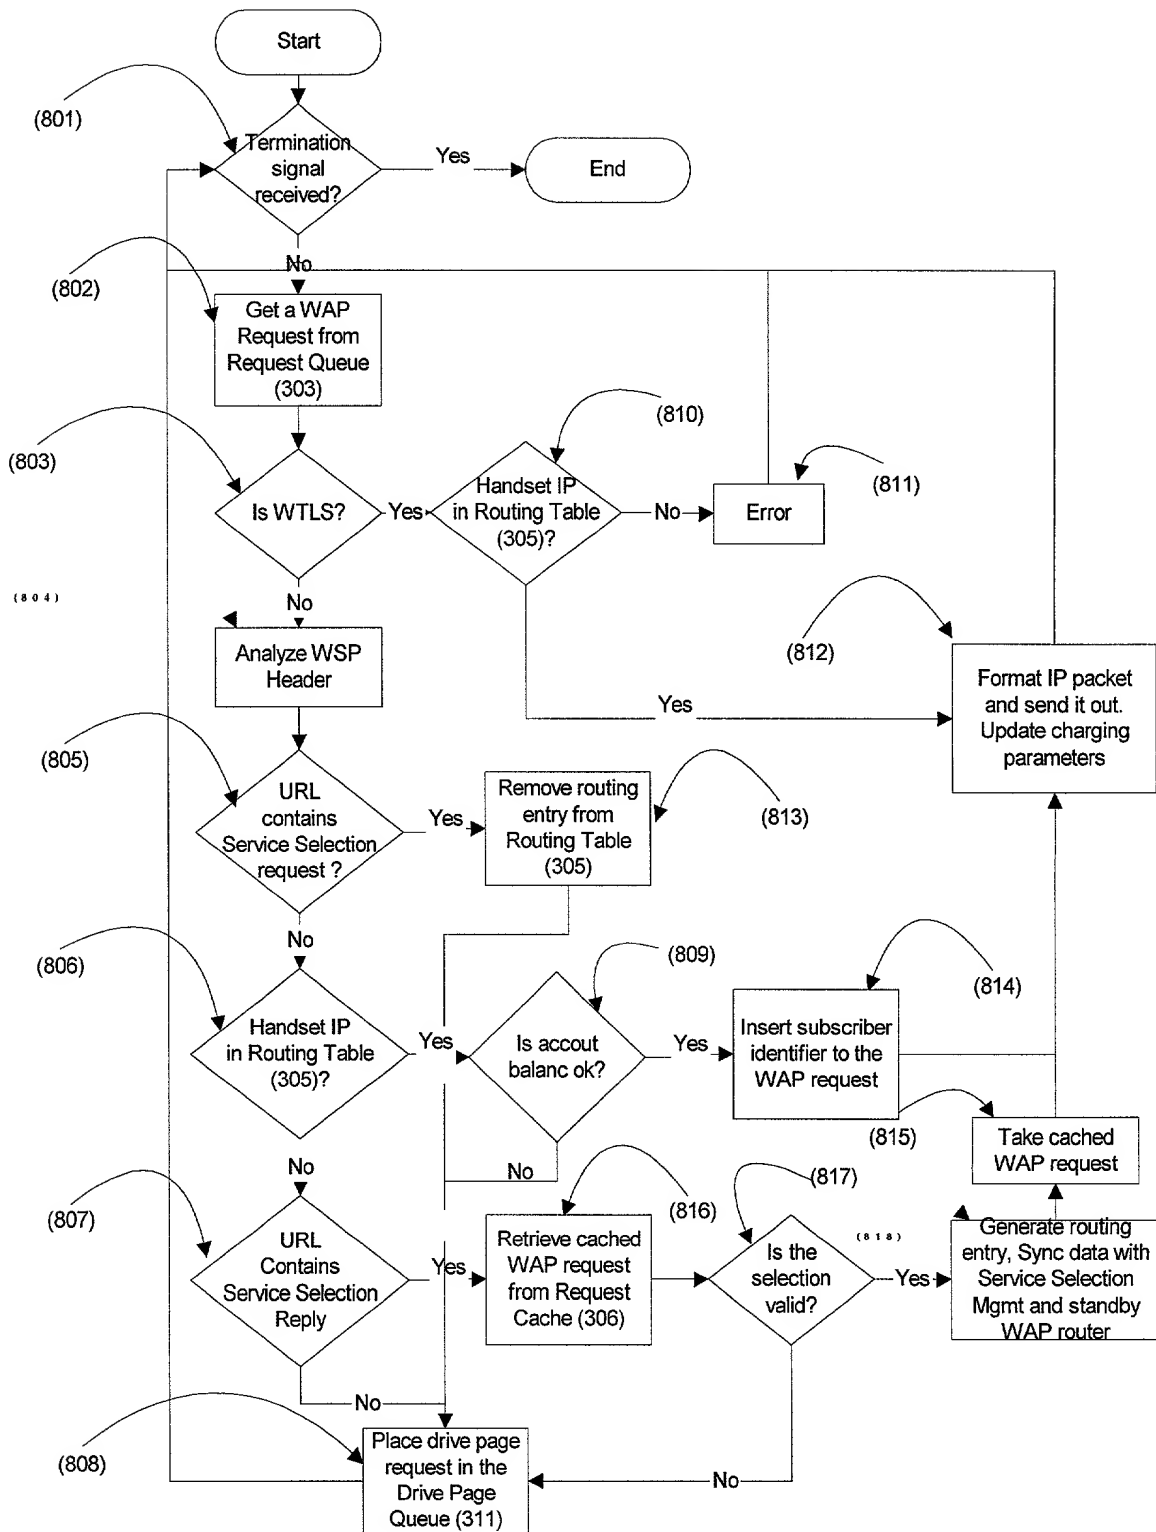 Start
(801)
Termination
signal
received?
Yes
End
No
(802)
Get a WAP
Request from
Request Queue
(303)
(803)
Is WTLS?
Yes
(810)
Handset IP
in Routing Table
(305)?
No
Error
(811)
(804)
No
Analyze WSP
Header
(812)
Format IP packet
and send it out.
Update charging
parameters
Yes
(805)
URL
contains
Service Selection
request ?
Yes
Remove routing
entry from
Routing Table
(305)
(813)
No
(806)
Handset IP
in Routing Table
(305)?
Yes
(809)
Is accout
balanc ok?
Yes
Insert subscriber
identifier to the
WAP request
(814)
No
No
(815)
Take cached
WAP request
(807)
URL
Contains
Service Selection
Reply
Yes
Retrieve cached
WAP request
from Request
Cache (306)
(816)
(817)
Is the
selection
valid?
(818)
Yes
Generate routing
entry, Sync data with
Service Selection
Mgmt and standby
WAP router
No
(808)
Place drive page
request in the
Drive Page
Queue (311)
No